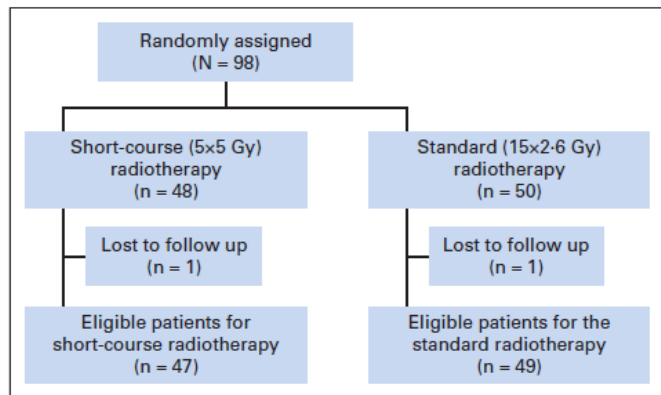 Randomly assigned
(N = 98)
Short-course (5×5 Gy)
radiotherapy
(n = 48)
Standard (15×2·6 Gy)
radiotherapy
(n = 50)
Lost to follow up
(n = 1)
Lost to follow up
(n = 1)
Eligible patients for
short-course radiotherapy
(n = 47)
Eligible patients for the
standard radiotherapy
(n = 49)